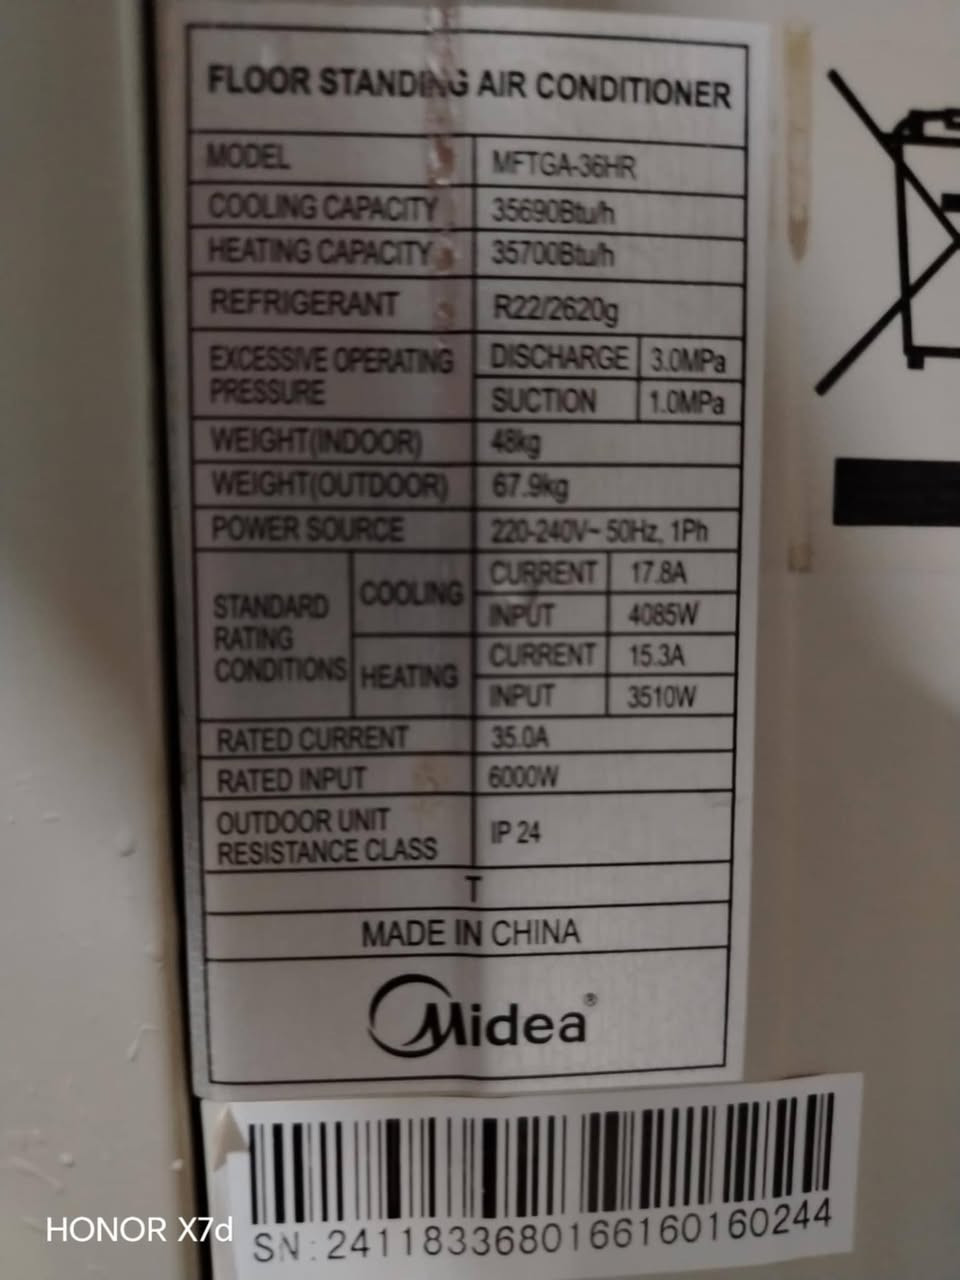 FLOOR STANDING AIR CONDITIONER
MODEL MFTGA-36HR
COOLING CAPACITY 35690Btu/h
HEATING CAPACITY 35700Btu/h
REFRIGERANT R22/2620g
EXCESSIVE OPERATING PRESSURE DISCHARGE 3.0MPa
SUCTION 1.0MPa
WEIGHT(INDOOR) 48kg
WEIGHT(OUTDOOR) 67.9kg
POWER SOURCE 220-240V~ 50Hz, 1Ph
STANDARD RATING CONDITIONS COOLING CURRENT 17.8A
INPUT 4085W
HEATING CURRENT 15.3A
INPUT 3510W
RATED CURRENT 35.0A
RATED INPUT 6000W
OUTDOOR UNIT RESISTANCE CLASS IP 24
T
MADE IN CHINA
Midea®
SN: 2411833680166160160244
HONOR X7d